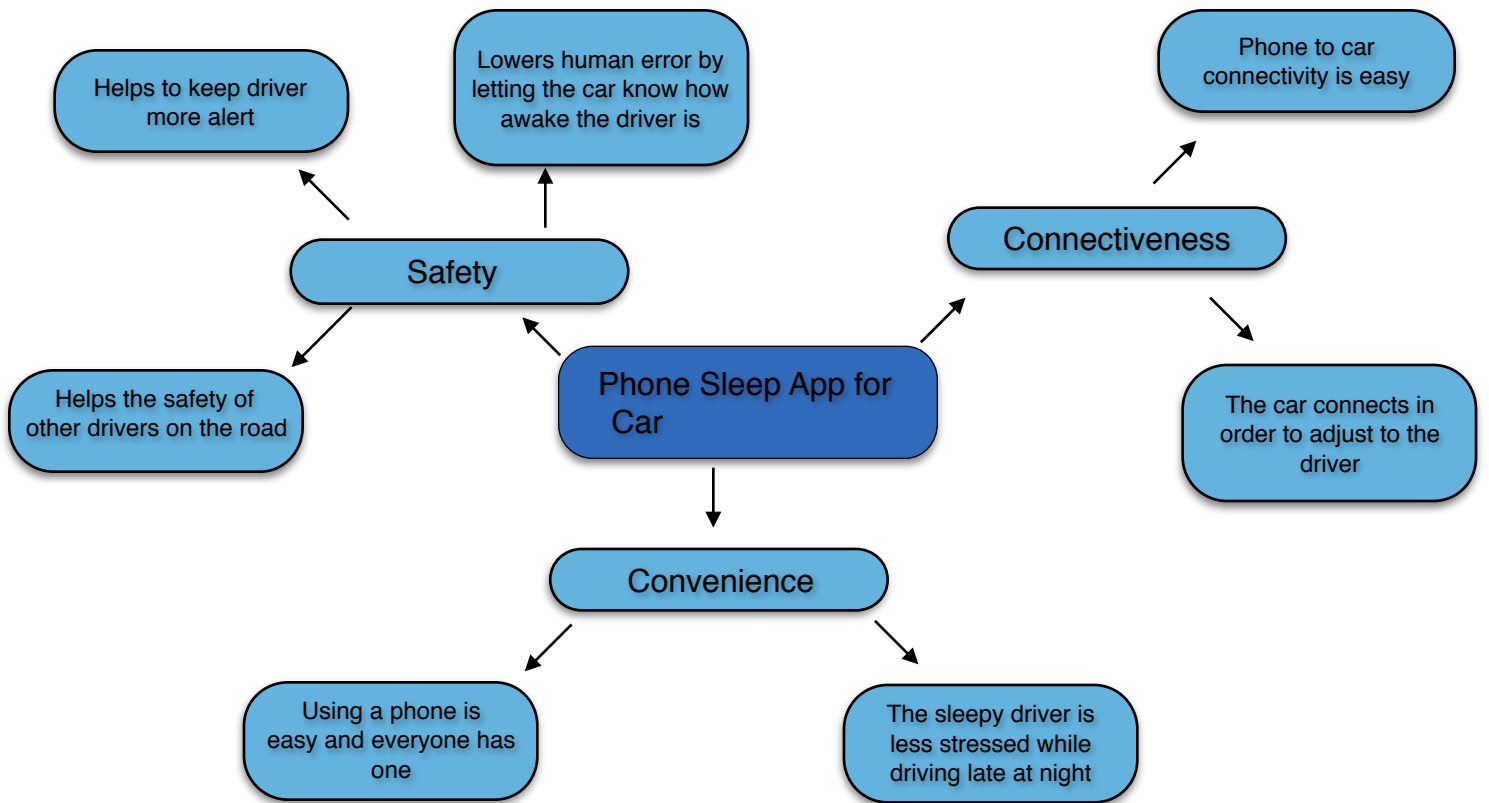 Helps to keep driver
more alert
Lowers human error by
letting the car know how
awake the driver is
Phone to car
connectivity is easy
Safety
Connectiveness
Helps the safety of
other drivers on the road
Phone Sleep App for
Car
The car connects in
order to adjust to the
driver
Convenience
Using a phone is
easy and everyone has
one
The sleepy driver is
less stressed while
driving late at night